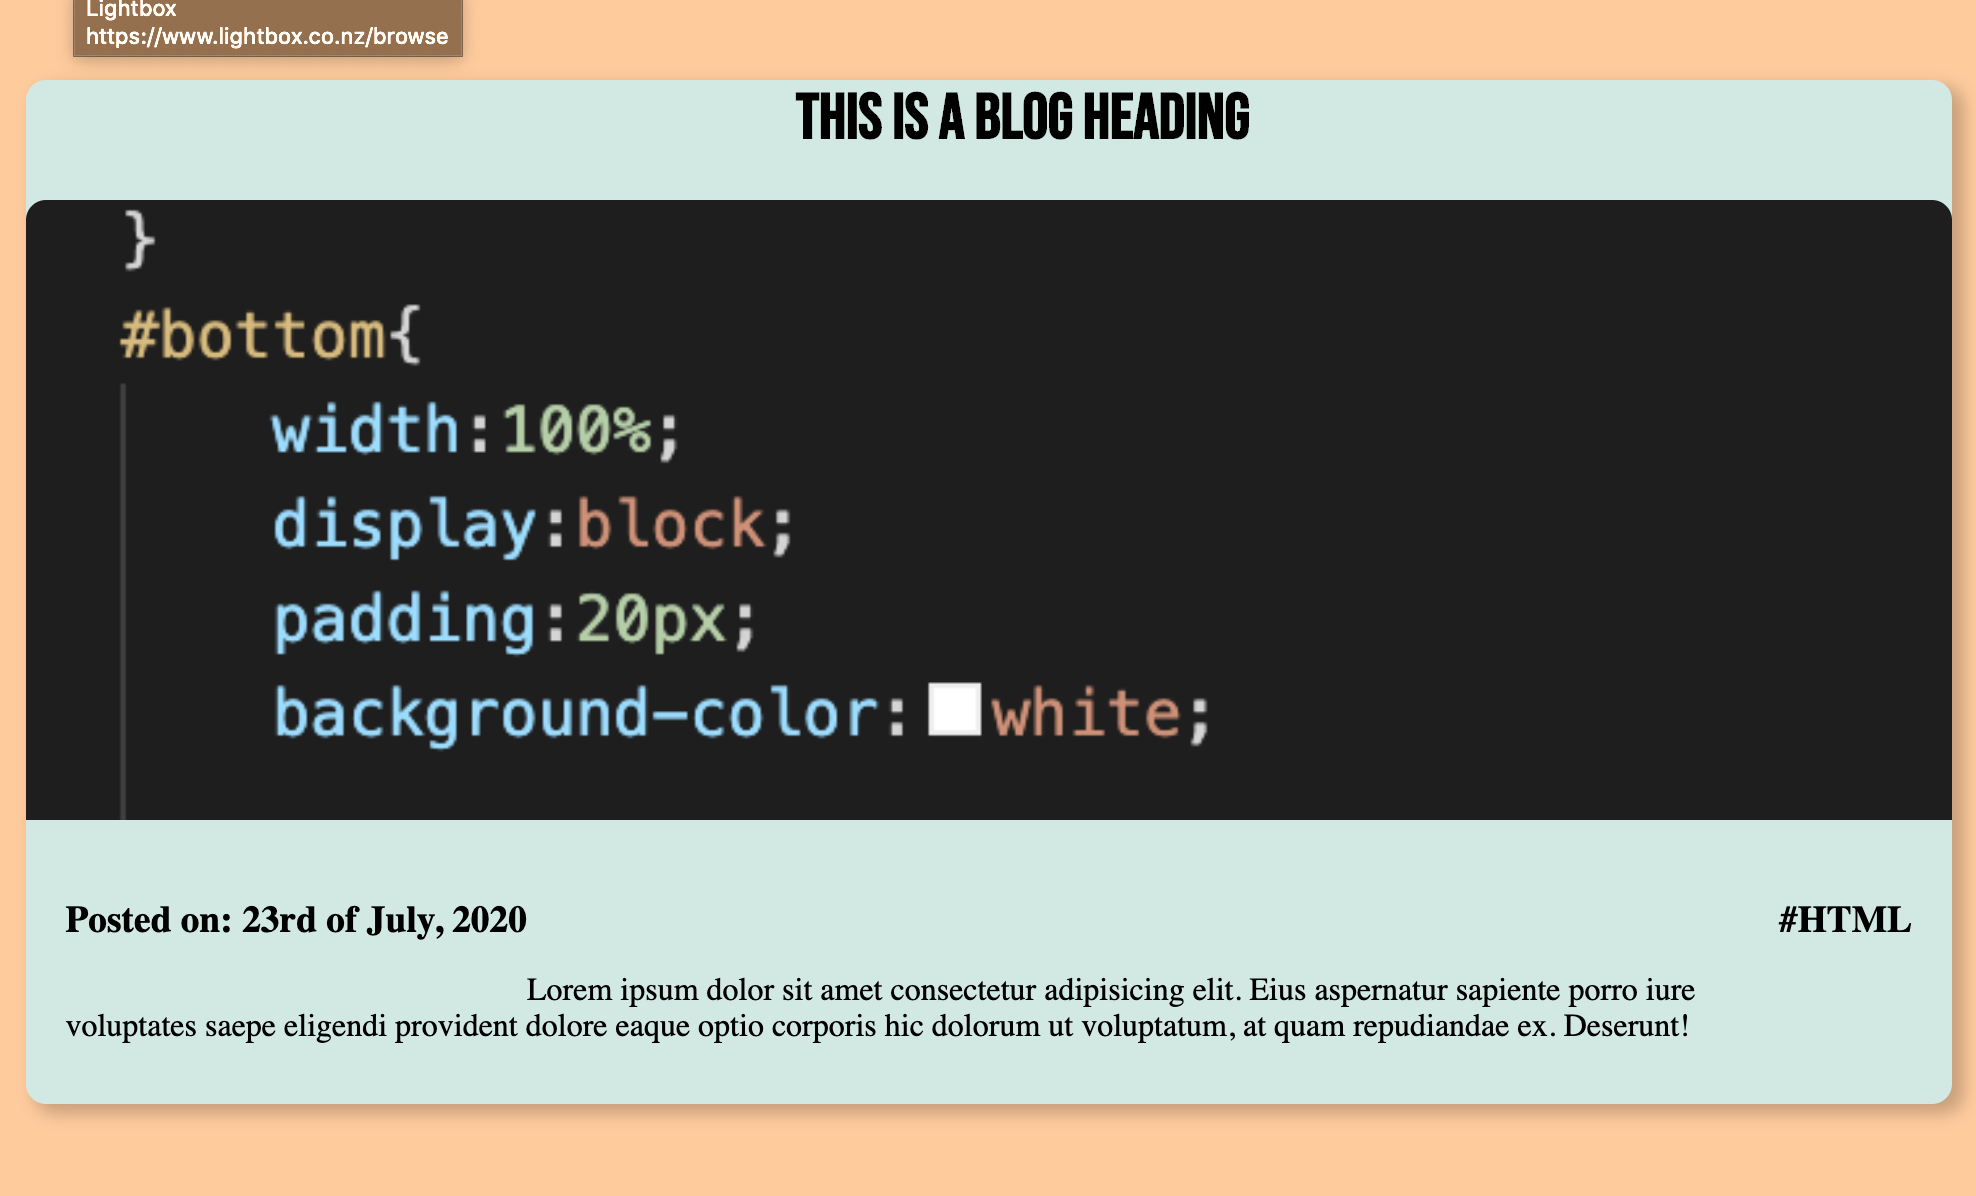 Lightbox
https://www.lightbox.co.nz/browse
THIS IS A BLOG HEADING
}
#bottom{
width:100%;
display:block;
padding:20px;
background-color:white;
Posted on: 23rd of July, 2020
#HTML
Lorem ipsum dolor sit amet consectetur adipisicing elit. Eius aspernatur sapiente porro iure
voluptates saepe eligendi provident dolore eaque optio corporis hic dolorum ut voluptatum, at quam repudiandae ex. Deserunt!